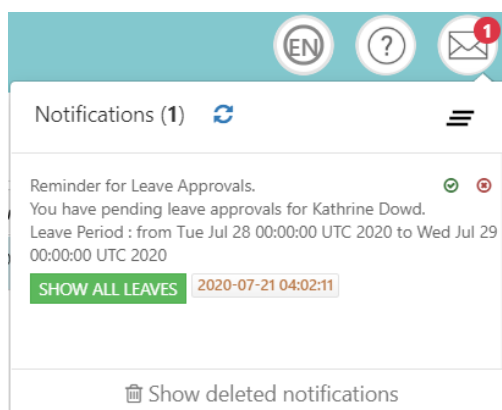 EN
?
1
Notifications (1)
Reminder for Leave Approvals.
You have pending leave approvals for Kathrine Dowd.
Leave Period : from Tue Jul 28 00:00:00 UTC 2020 to Wed Jul 29
00:00:00 UTC 2020
SHOW ALL LEAVES 2020-07-21 04:02:11
Show deleted notifications